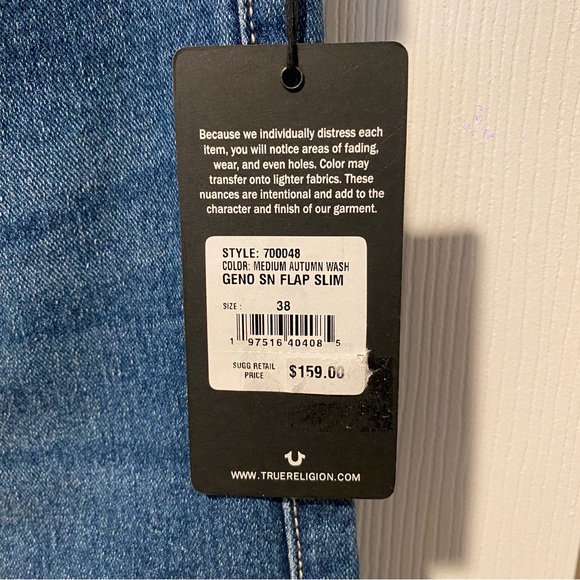 Because we individually distress each
item, you will notice areas of fading,
wear, and even holes. Color may
transfer onto lighter fabrics. These
nuances are intentional and add to the
character and finish of our garment.
STYLE: 700048
COLOR: MEDIUM AUTUMN WASH
GENO SN FLAP SLIM
SIZE : 38
1 97516 40408 5
SUGG RETAIL
PRICE $159.00
WWW.TRUERELIGION.COM